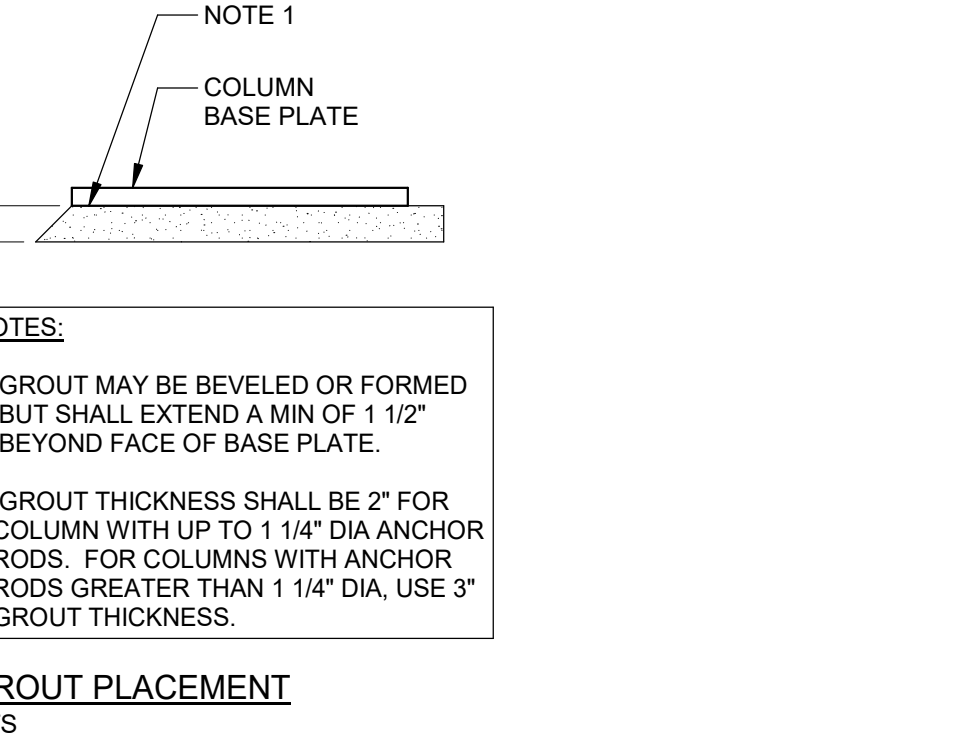 NOTE 1
COLUMN
BASE PLATE
OTES:
GROUT MAY BE BEVELED OR FORMED
BUT SHALL EXTEND A MIN OF 1 1/2"
BEYOND FACE OF BASE PLATE.
GROUT THICKNESS SHALL BE 2" FOR
COLUMN WITH UP TO 1 1/4" DIA ANCHOR
RODS. FOR COLUMNS WITH ANCHOR
RODS GREATER THAN 1 1/4" DIA, USE 3"
GROUT THICKNESS.
ROUT PLACEMENT
S